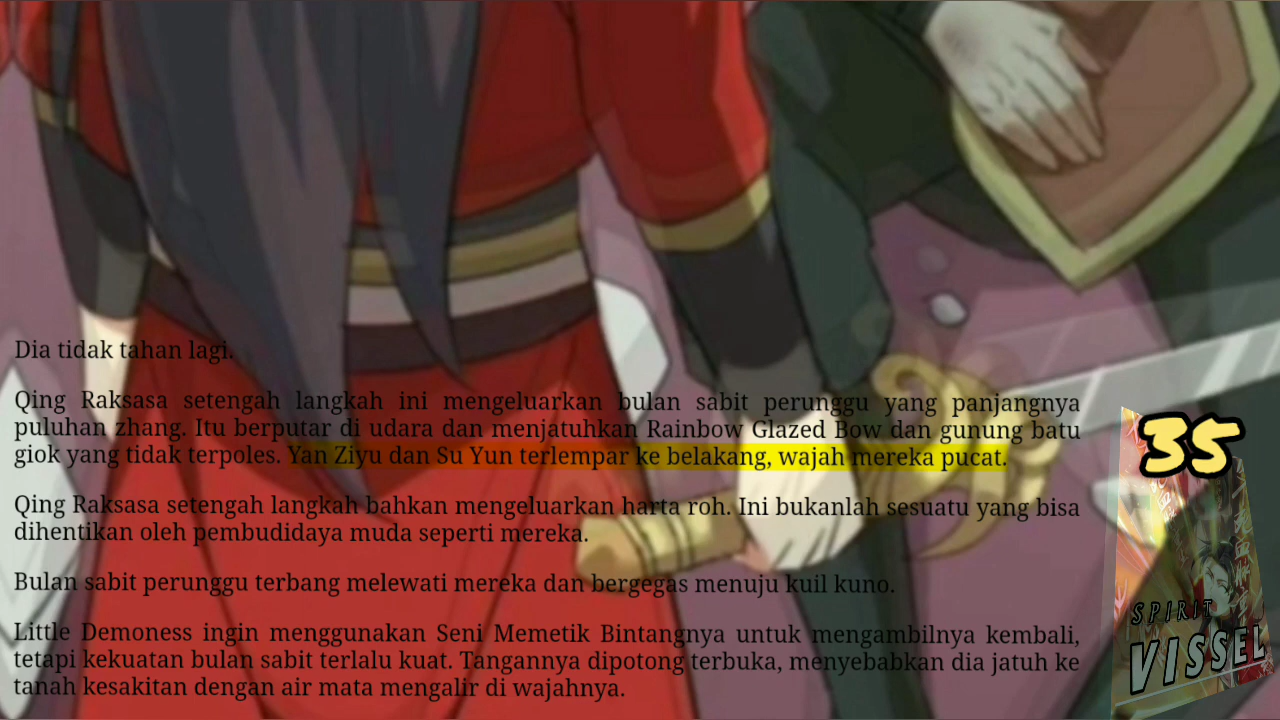 Dia tidak tahan lagi.
Qing Raksasa setengah langkah ini mengeluarkan bulan sabit perunggu yang panjangnya
puluhan zhang. Itu berputar di udara dan menjatuhkan Rainbow Glazed Bow dan gunung batu
giok yang tidak terpoles. Yan Ziyu dan Su Yun terlempar ke belakang, wajah mereka pucat.
Qing Raksasa setengah langkah bahkan mengeluarkan harta roh. Ini bukanlah sesuatu yang bisa
dihentikan oleh pembudidaya muda seperti mereka.
Bulan sabit perunggu terbang melewati mereka dan bergegas menuju kuil kuno.
Little Demoness ingin menggunakan Seni Memetik Bintangnya untuk mengambilnya kembali,
tetapi kekuatan bulan sabit terlalu kuat. Tangannya dipotong terbuka, menyebabkan dia jatuh ke
tanah kesakitan dengan air mata mengalir di wajahnya.
35
SPIRIT
VISSEL